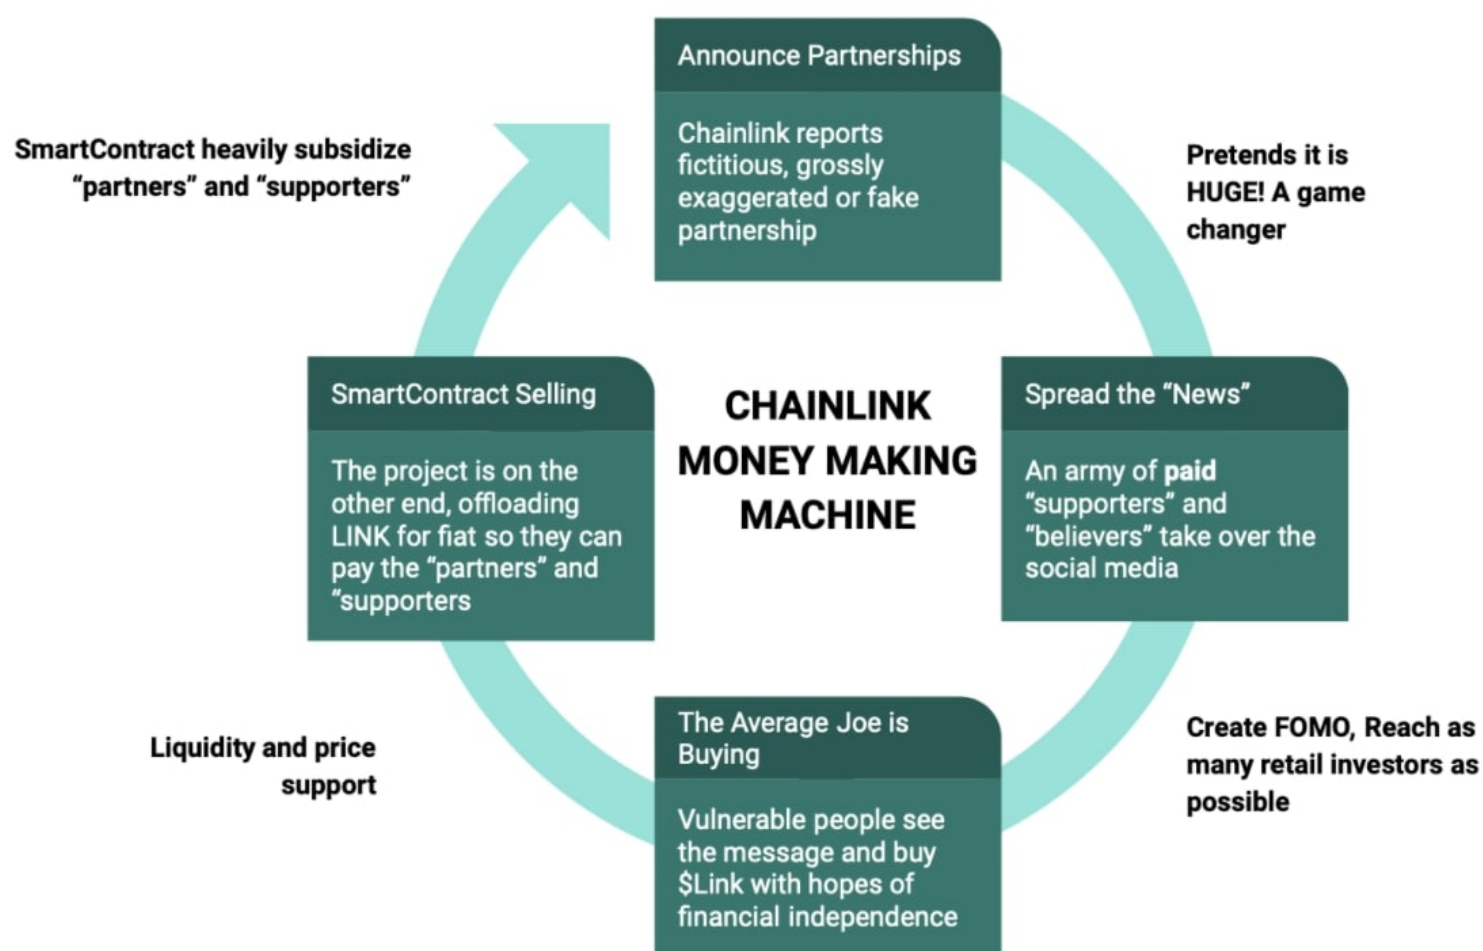 Announce Partnerships
Chainlink reports
fictitious, grossly
exaggerated or fake
partnership
SmartContract heavily subsidize
“partners” and “supporters”
Pretends it is
HUGE! A game
changer
SmartContract Selling
The project is on the
other end, offloading
LINK for fiat so they can
pay the “partners” and
“supporters
CHAINLINK
MONEY MAKING
MACHINE
Spread the “News”
An army of paid
“supporters” and
“believers” take over the
social media
Liquidity and price
support
The Average Joe is
Buying
Vulnerable people see
the message and buy
$Link with hopes of
financial independence
Create FOMO, Reach as
many retail investors as
possible